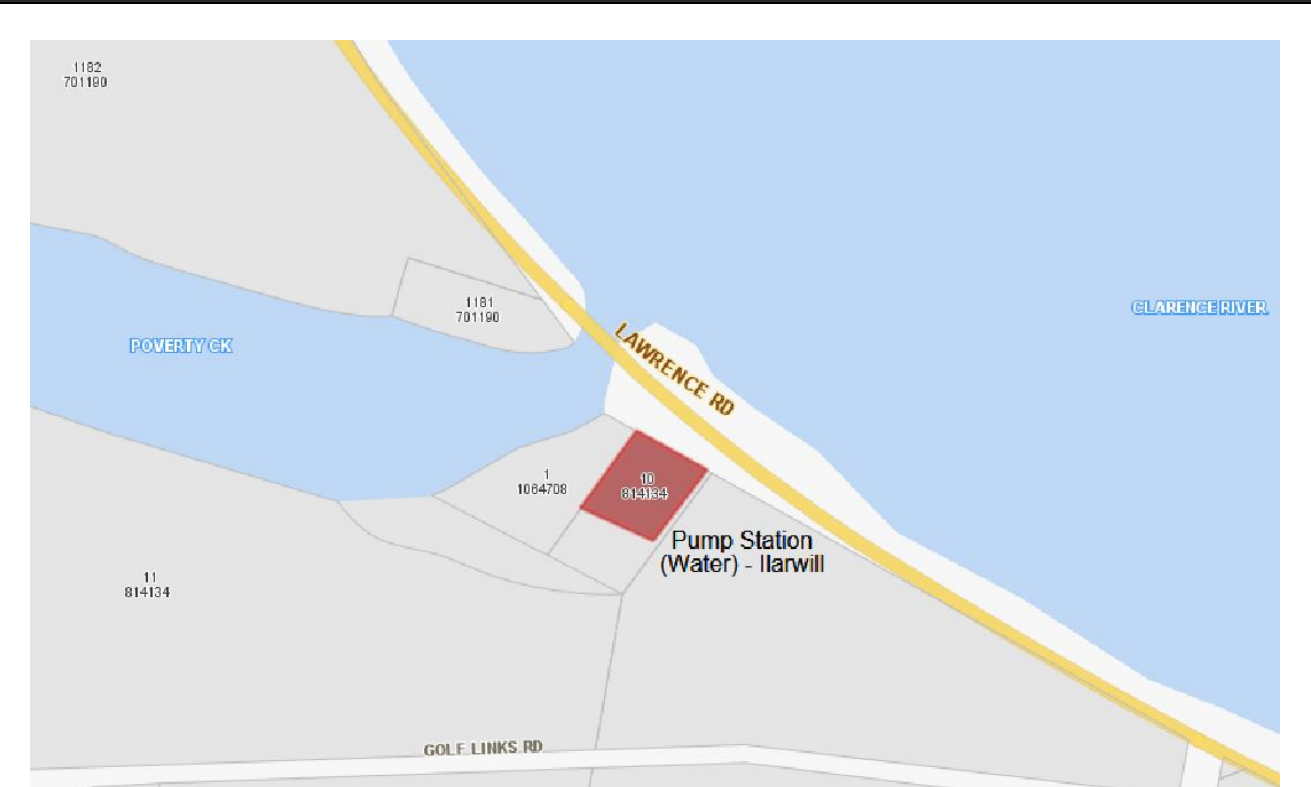 1182
701190
1181
701190
CLARENCE RIVER
POVERTY CK
LAWRENCE RD
1
1064708
10
814134
Pump Station
(Water) - Ilarwill
11
814134
GOLF LINKS RD